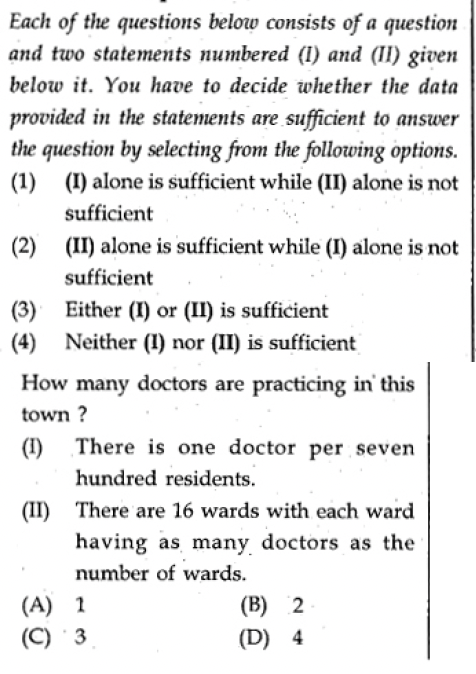 Each of the questions below consists of a question
and two statements numbered (I) and (II) given
below it. You have to decide whether the data
provided in the statements are sufficient to answer
the question by selecting from the following options.
(1) (I) alone is sufficient while (II) alone is not
sufficient
(2) (II) alone is sufficient while (I) alone is not
sufficient
(3) Either (I) or (II) is sufficient
(4) Neither (I) nor (II) is sufficient
How many doctors are practicing in this
town ?
(I) There is one doctor per seven
hundred residents.
(II) There are 16 wards with each ward
having as many doctors as the
number of wards.
(A) 1 (B) 2
(C) 3 (D) 4